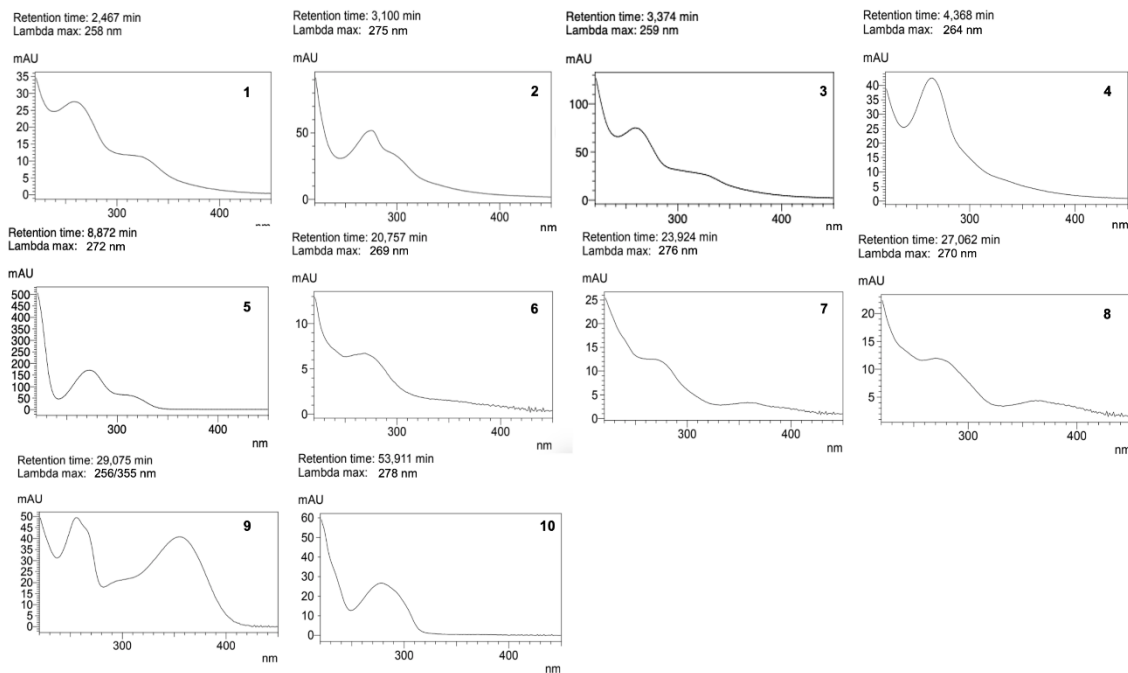 Retention time: 2,467 min
Lambda max: 258 nm
mAU
35
30
25
20
15
10
5
0
1
300
400
nm
Retention time: 3,100 min
Lambda max: 275 nm
mAU
50
0
2
300
400
nm
Retention time: 3,374 min
Lambda max: 259 nm
mAU
100
50
0
3
300
400
nm
Retention time: 4,368 min
Lambda max: 264 nm
mAU
40
35
30
25
20
15
10
5
0
4
300
400
nm
Retention time: 8,872 min
Lambda max: 272 nm
mAU
500
450
400
350
300
250
200
150
100
50
0
5
300
400
nm
Retention time: 20,757 min
Lambda max: 269 nm
mAU
10
5
0
6
300
400
nm
Retention time: 23,924 min
Lambda max: 276 nm
mAU
25
20
15
10
5
0
7
300
400
nm
Retention time: 27,062 min
Lambda max: 270 nm
mAU
20
15
10
5
8
300
400
nm
Retention time: 29,075 min
Lambda max: 256/355 nm
mAU
50
45
40
35
30
25
20
15
10
5
0
9
300
400
nm
Retention time: 53,911 min
Lambda max: 278 nm
mAU
60
50
40
30
20
10
0
10
300
400
nm